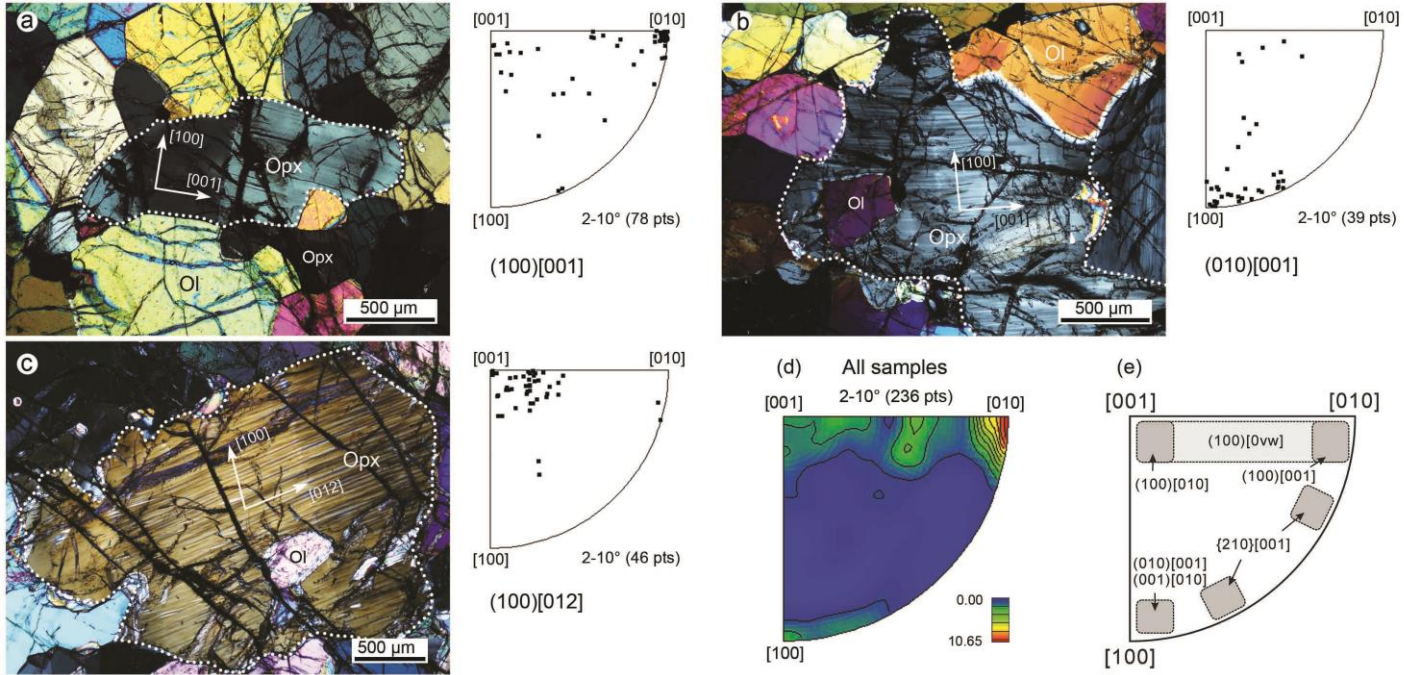 a
[100]
[001]
Opx
Opx
Ol
500 µm
[001] [010]
[100]
2-10° (78 pts)
(100)[001]
b
Ol
[100]
Ol
[001]
Opx
500 µm
[001] [010]
[100]
2-10° (39 pts)
(010)[001]
c
[100]
Opx
[012]
Ol
500 µm
[001] [010]
[100]
2-10° (46 pts)
(100)[012]
(d) All samples
2-10° (236 pts)
[001] [010]
0.00
10.65
[100]
(e)
[001] [010]
(100)[0vw]
(100)[001]
(100)[010]
{210}[001]
(010)[001]
(001)[010]
[100]